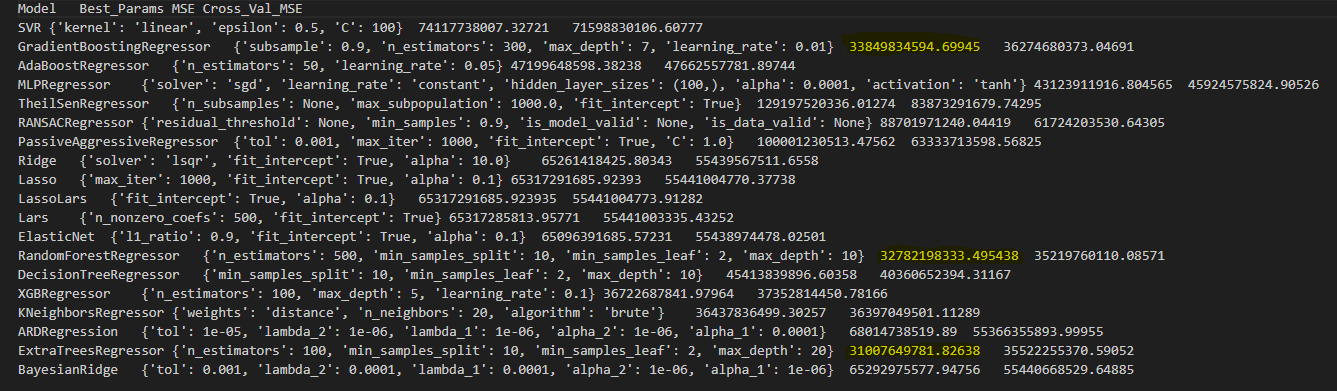 Model Best_Params MSE Cross_Val_MSE
SVR {'kernel': 'linear', 'epsilon': 0.5, 'C': 100} 74117738007.32721 71598830106.60777
GradientBoostingRegressor {'subsample': 0.9, 'n_estimators': 300, 'max_depth': 7, 'learning_rate': 0.01} 33849834594.69945 36274680373.04691
AdaBoostRegressor {'n_estimators': 50, 'learning_rate': 0.05} 47199648598.38238 47662557781.89744
MLPRegressor {'solver': 'sgd', 'learning_rate': 'constant', 'hidden_layer_sizes': (100,), 'alpha': 0.0001, 'activation': 'tanh'} 43123911916.804565 45924575824.90526
TheilSenRegressor {'n_subsamples': None, 'max_subpopulation': 1000.0, 'fit_intercept': True} 129197520336.01274 83873291679.74295
RANSACRegressor {'residual_threshold': None, 'min_samples': 0.9, 'is_model_valid': None, 'is_data_valid': None} 88701971240.04419 61724203530.64305
PassiveAggressiveRegressor {'tol': 0.001, 'max_iter': 1000, 'fit_intercept': True, 'C': 1.0} 100001230513.47562 63333713598.56825
Ridge {'solver': 'lsqr', 'fit_intercept': True, 'alpha': 10.0} 65261418425.80343 55439567511.6558
Lasso {'max_iter': 1000, 'fit_intercept': True, 'alpha': 0.1} 65317291685.92393 55441004770.37738
LassoLars {'fit_intercept': True, 'alpha': 0.1} 65317291685.923935 55441004773.91282
Lars {'n_nonzero_coefs': 500, 'fit_intercept': True} 65317285813.95771 55441003335.43252
ElasticNet {'l1_ratio': 0.9, 'fit_intercept': True, 'alpha': 0.1} 65096391685.57231 55438974478.02501
RandomForestRegressor {'n_estimators': 500, 'min_samples_split': 10, 'min_samples_leaf': 2, 'max_depth': 10} 32782198333.495438 35219760110.08571
DecisionTreeRegressor {'min_samples_split': 10, 'min_samples_leaf': 2, 'max_depth': 10} 45413839896.60358 40360652394.31167
XGBRegressor {'n_estimators': 100, 'max_depth': 5, 'learning_rate': 0.1} 36722687841.97964 37352814450.78166
KNeighborsRegressor {'weights': 'distance', 'n_neighbors': 20, 'algorithm': 'brute'} 36437836499.30257 36397049501.11289
ARDRegression {'tol': 1e-05, 'lambda_2': 1e-06, 'lambda_1': 1e-06, 'alpha_2': 1e-06, 'alpha_1': 0.0001} 68014738519.89 55366355893.99955
ExtraTreesRegressor {'n_estimators': 100, 'min_samples_split': 10, 'min_samples_leaf': 2, 'max_depth': 20} 31007649781.82638 35522255370.59052
BayesianRidge {'tol': 0.001, 'lambda_2': 0.0001, 'lambda_1': 0.0001, 'alpha_2': 1e-06, 'alpha_1': 1e-06} 65292975577.94756 55440668529.64885